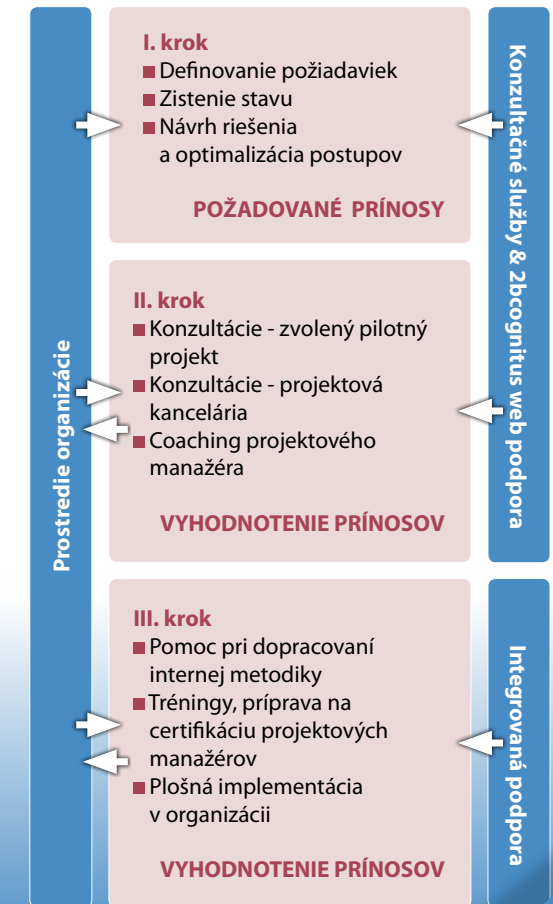 Prostredie organizácie
I. krok
Definovanie požiadaviek
Zistenie stavu
Návrh riešenia
a optimalizácia postupov
POŽADOVANÉ PRÍNOSY
II. krok
Konzultácie - zvolený pilotný
projekt
Konzultácie - projektová
kancelária
Coaching projektového
manažéra
VYHODNOTENIE PRÍNOSOV
III. krok
Pomoc pri dopracovaní
internej metodiky
Tréningy, príprava na
certifikáciu projektových
manažérov
Plošná implementácia
v organizácii
VYHODNOTENIE PRÍNOSOV
Konzultačné služby & 2bcognitus web podpora
Integrovaná podpora